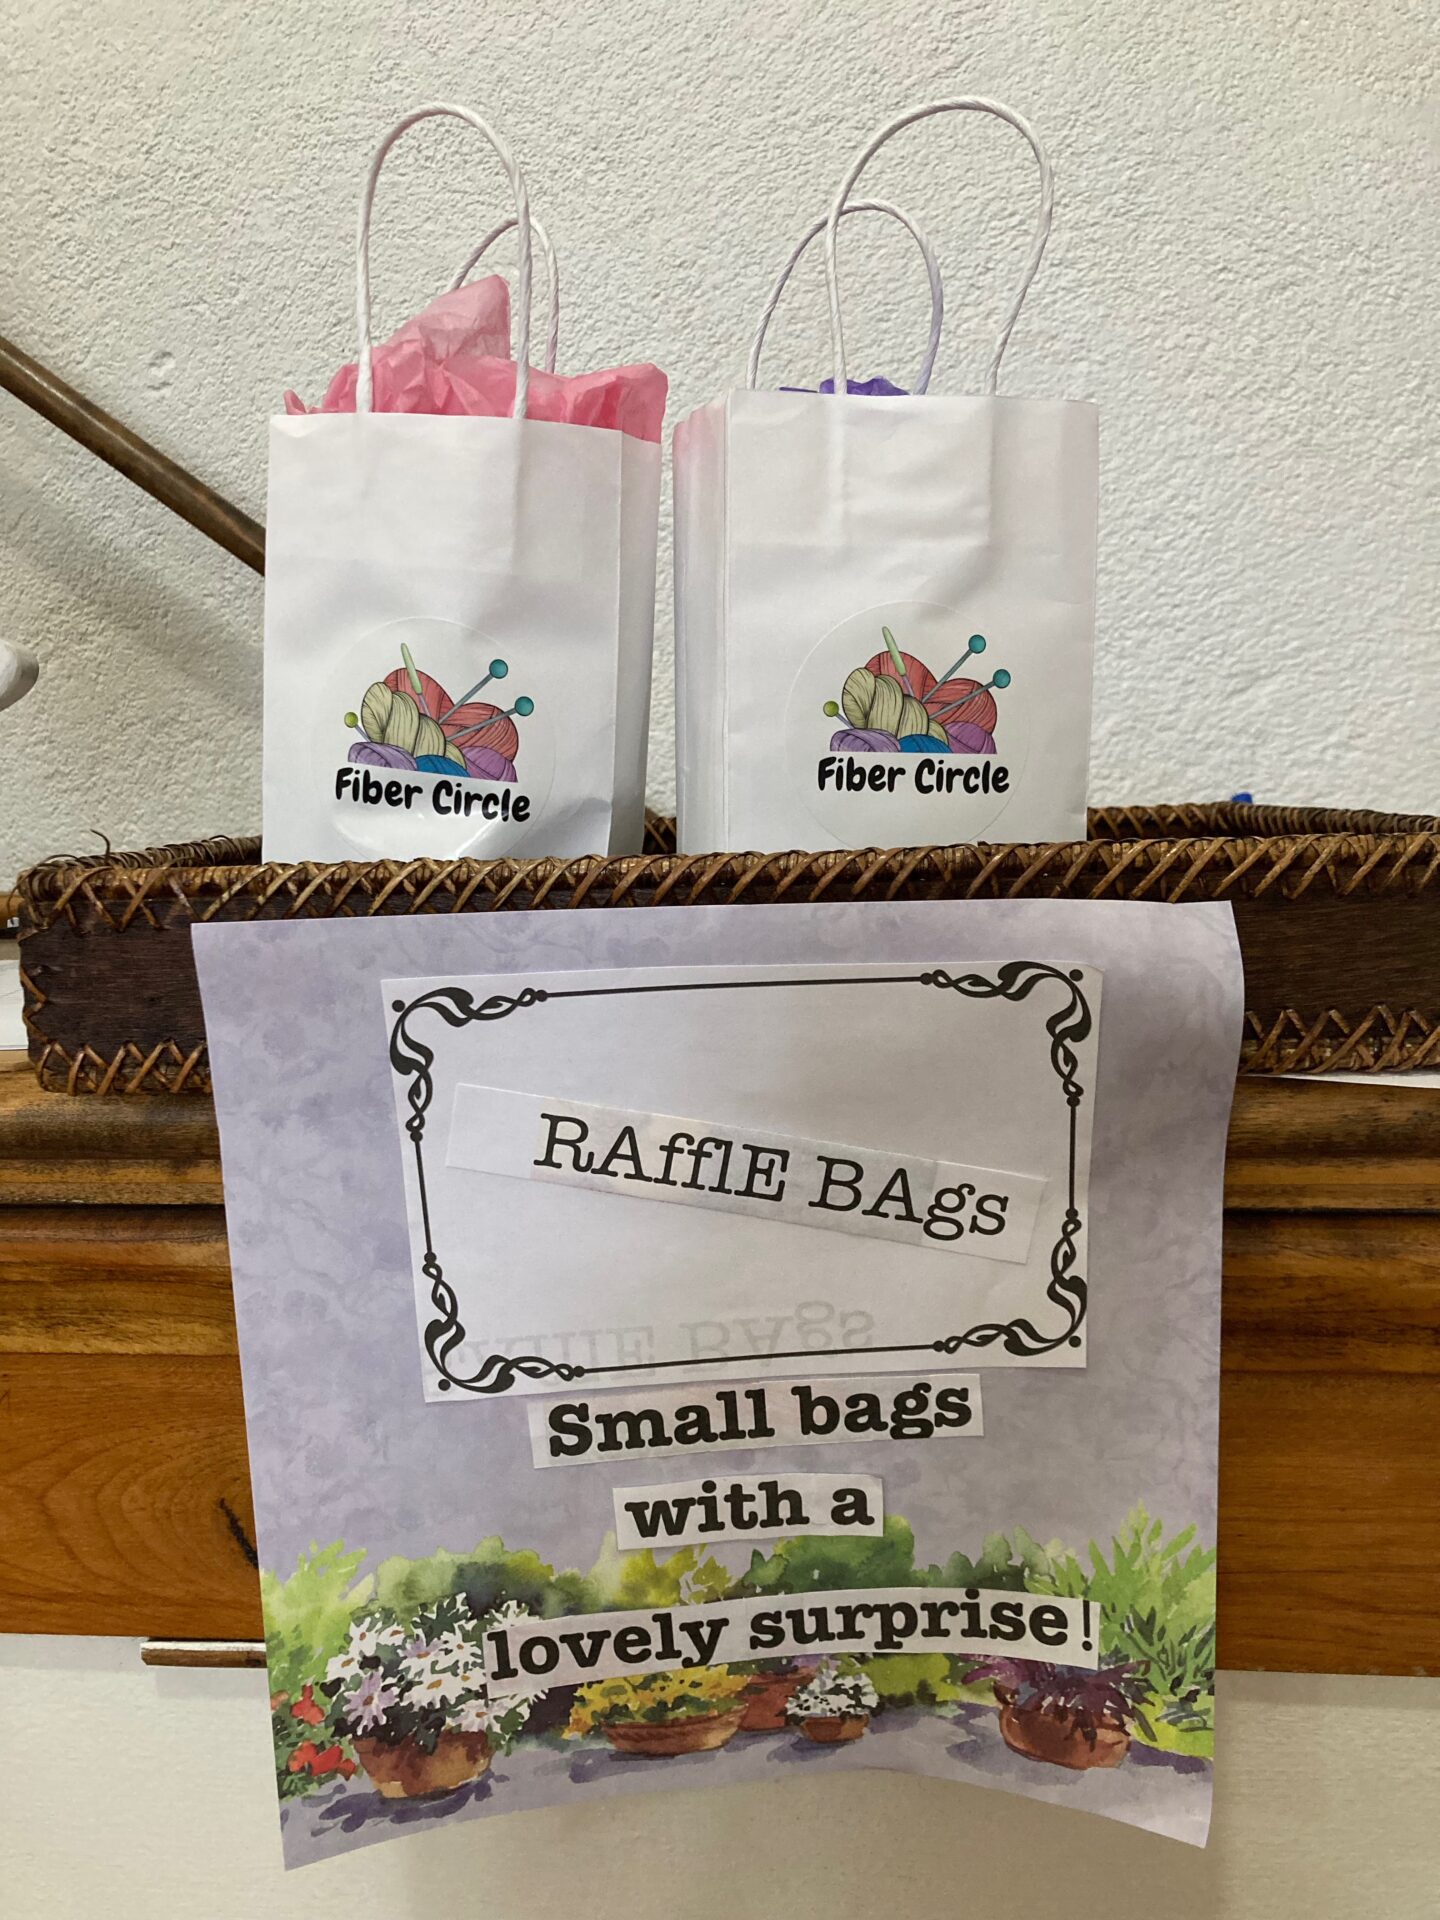 Fiber Circle
Fiber Circle
RAfflE BAgs
Small bags
with a
lovely surprise!